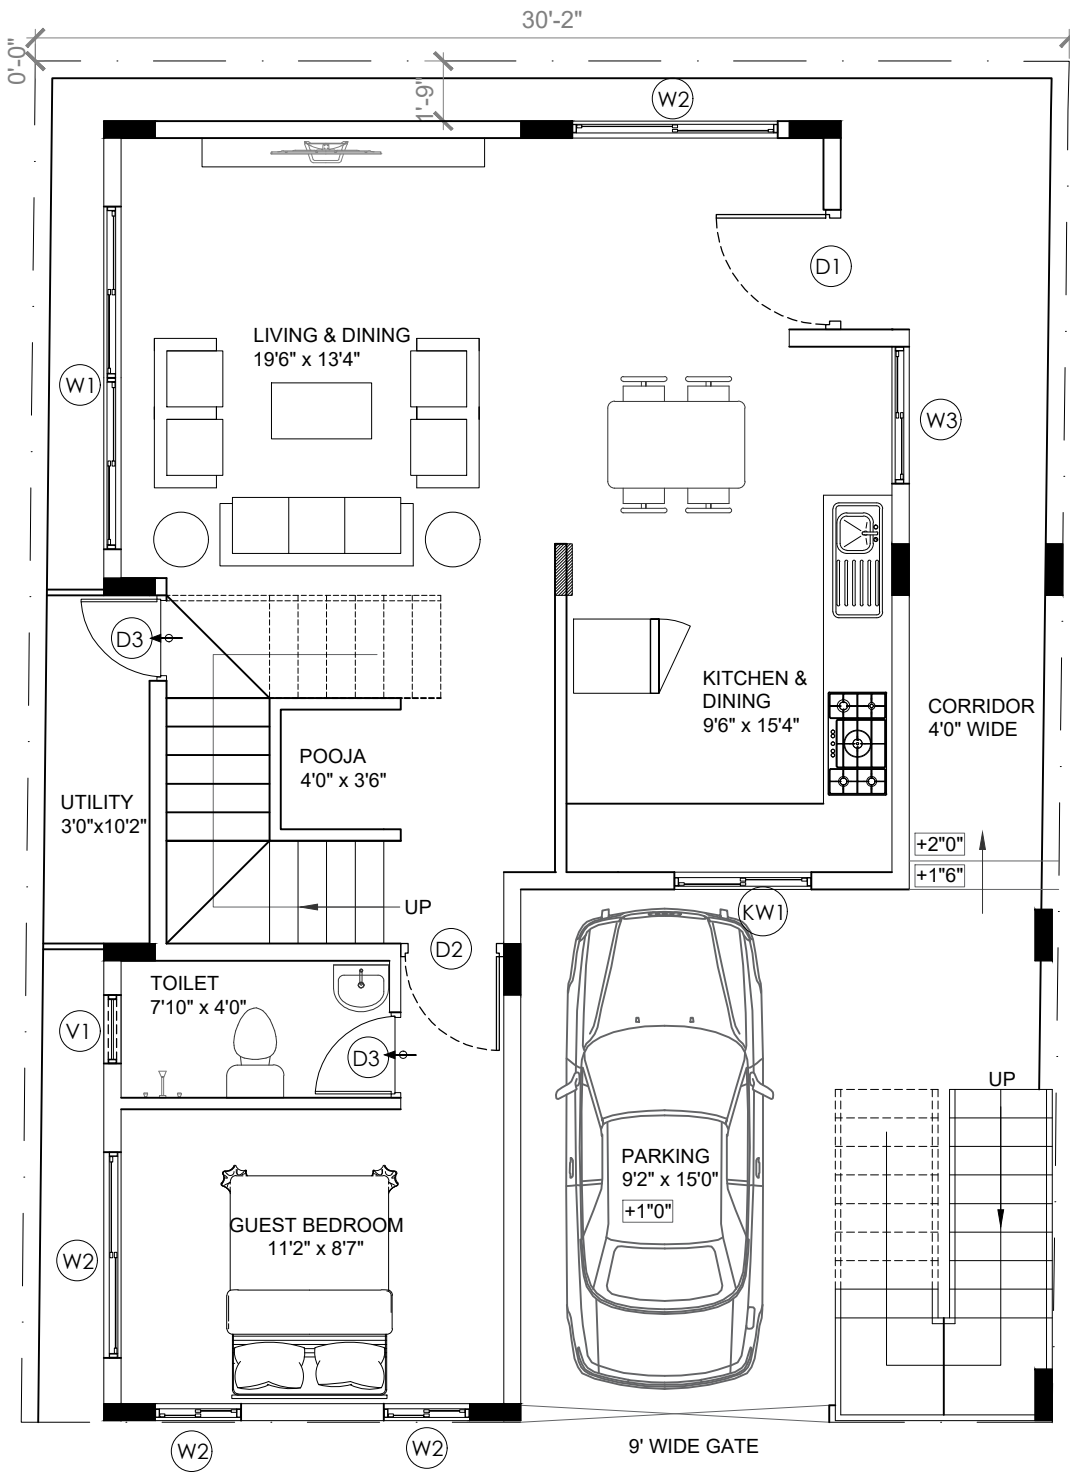 30'-2"
0'-0"
1'-9"
W2
D1
LIVING & DINING
19'6" x 13'4"
W1
W3
D3
KITCHEN &
DINING
9'6" x 15'4"
CORRIDOR
4'0" WIDE
POOJA
4'0" x 3'6"
UTILITY
3'0"x10'2"
+2"0"
+1"6"
UP
KW1
D2
TOILET
7'10" x 4'0"
V1
D3
UP
PARKING
9'2" x 15'0"
+1"0"
GUEST BEDROOM
11'2" x 8'7"
W2
W2
W2
9' WIDE GATE